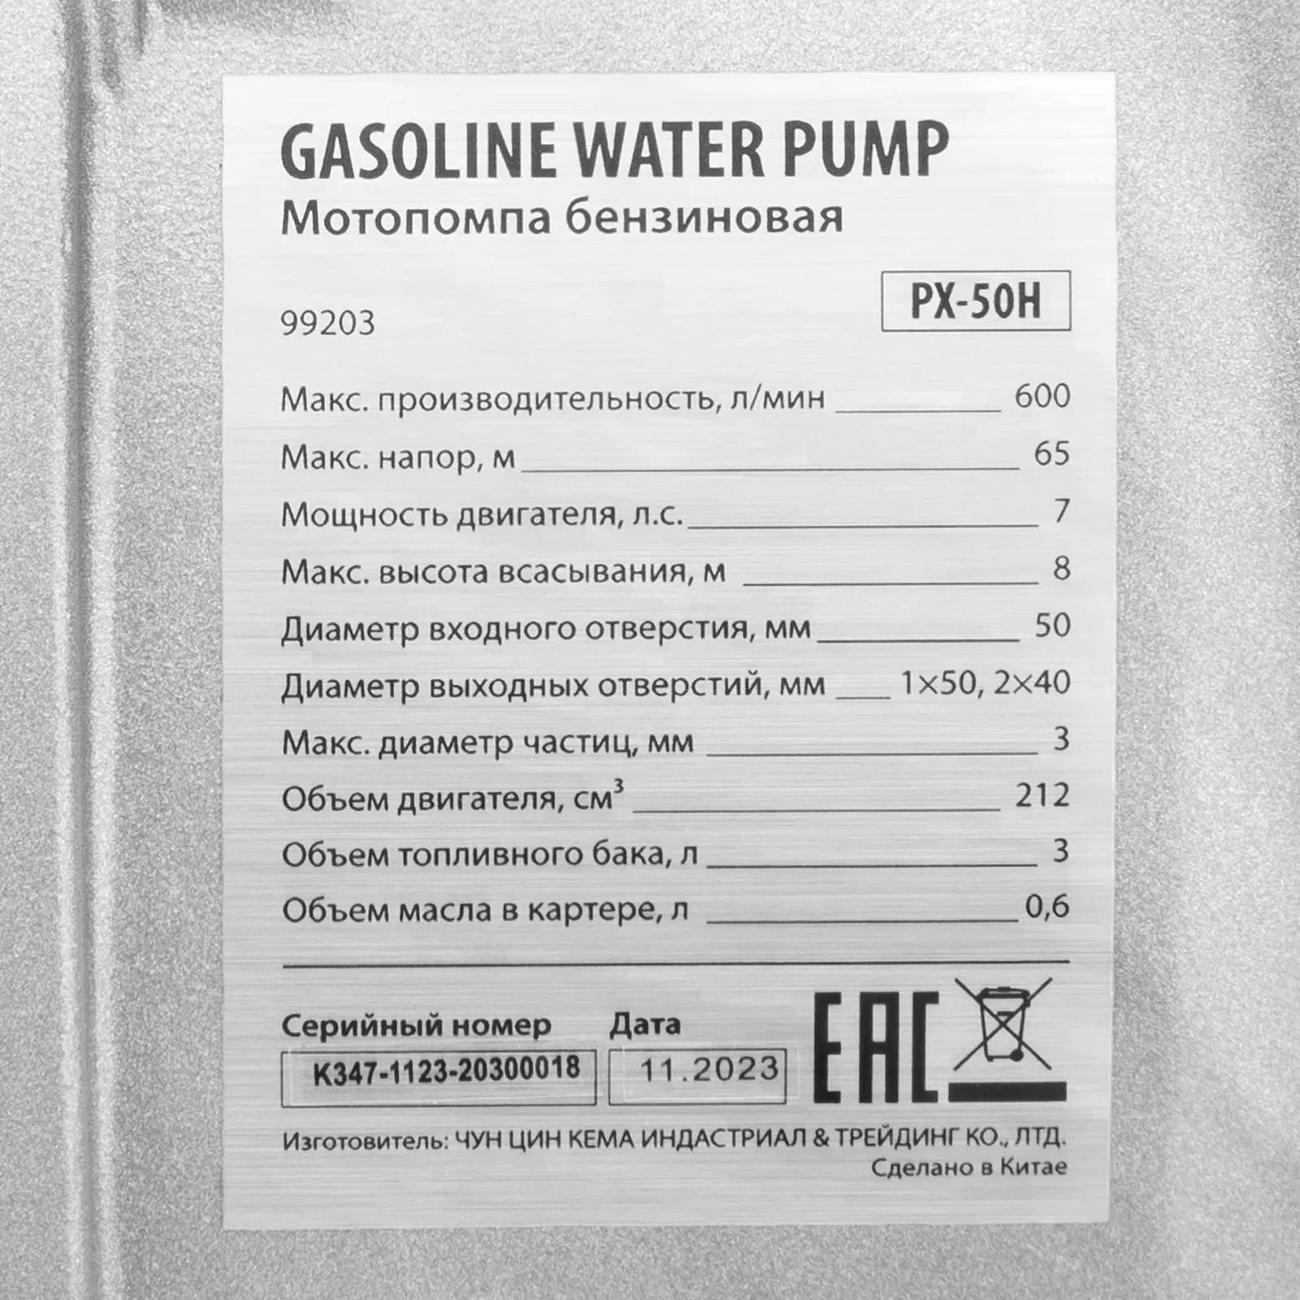 GASOLINE WATER PUMP
Мотопомпа бензиновая
PX-50H
99203
Макс. производительность, л/мин 600
Макс. напор, м 65
Мощность двигателя, л.с. 7
Макс. высота всасывания, м 8
Диаметр входного отверстия, мм 50
Диаметр выходных отверстий, мм 1×50, 2×40
Макс. диаметр частиц, мм 3
Объем двигателя, см³ 212
Объем топливного бака, л 3
Объем масла в картере, л 0,6
Серийный номер Дата
K347-1123-20300018 11.2023
EAC
Изготовитель: ЧУН ЦИН КЕМА ИНДАСТРИАЛ & ТРЕЙДИНГ КО., ЛТД.
Сделано в Китае